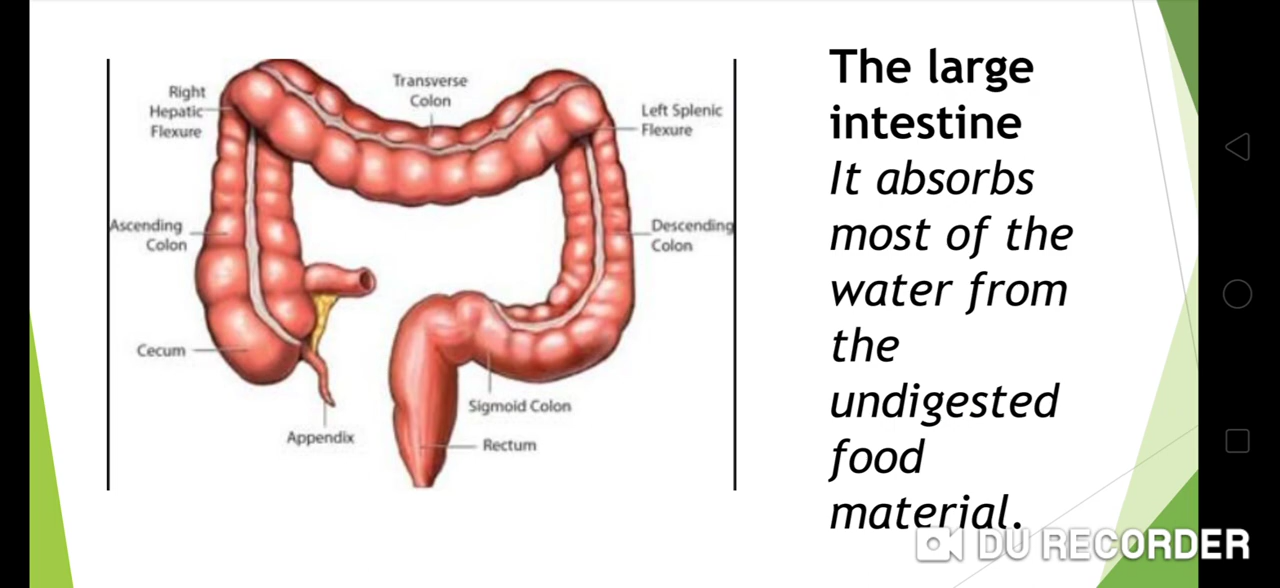 Right
Hepatic
Flexure
Transverse
Colon
Left Splenic
Flexure
Ascending
Colon
Descending
Colon
Cecum
Appendix
Sigmoid Colon
Rectum
The large
intestine
It absorbs
most of the
water from
the
undigested
food
material.
DU RECORDER